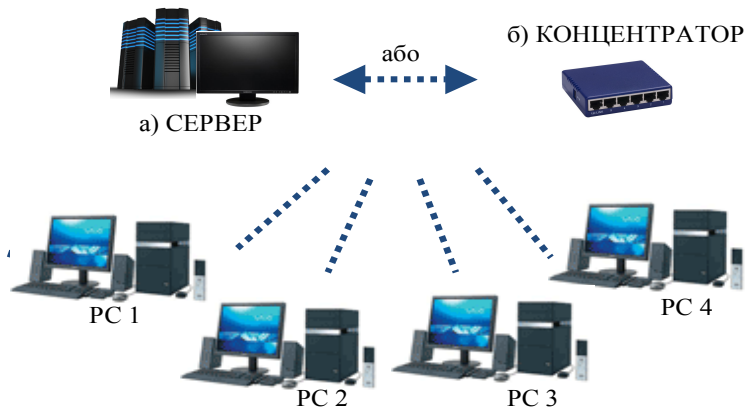 або
б) КОНЦЕНТРАТОР
а) СЕРВЕР
PC 1
PC 2
PC 3
PC 4